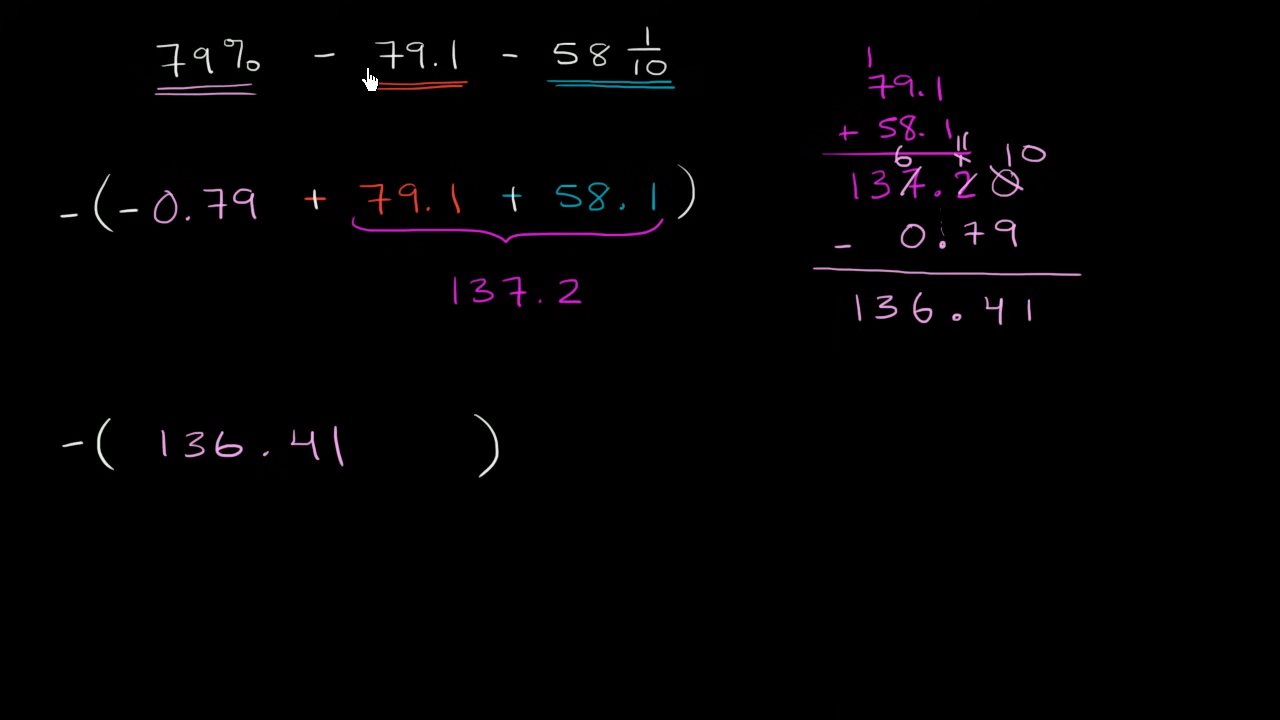 79% - 79.1 - 58 1/10
-(-0.79 + 79.1 + 58.1)
137.2
-( 136.41 )
1
79.1
+ 58.1
6 11 10
137.20
- 0.79
136.41